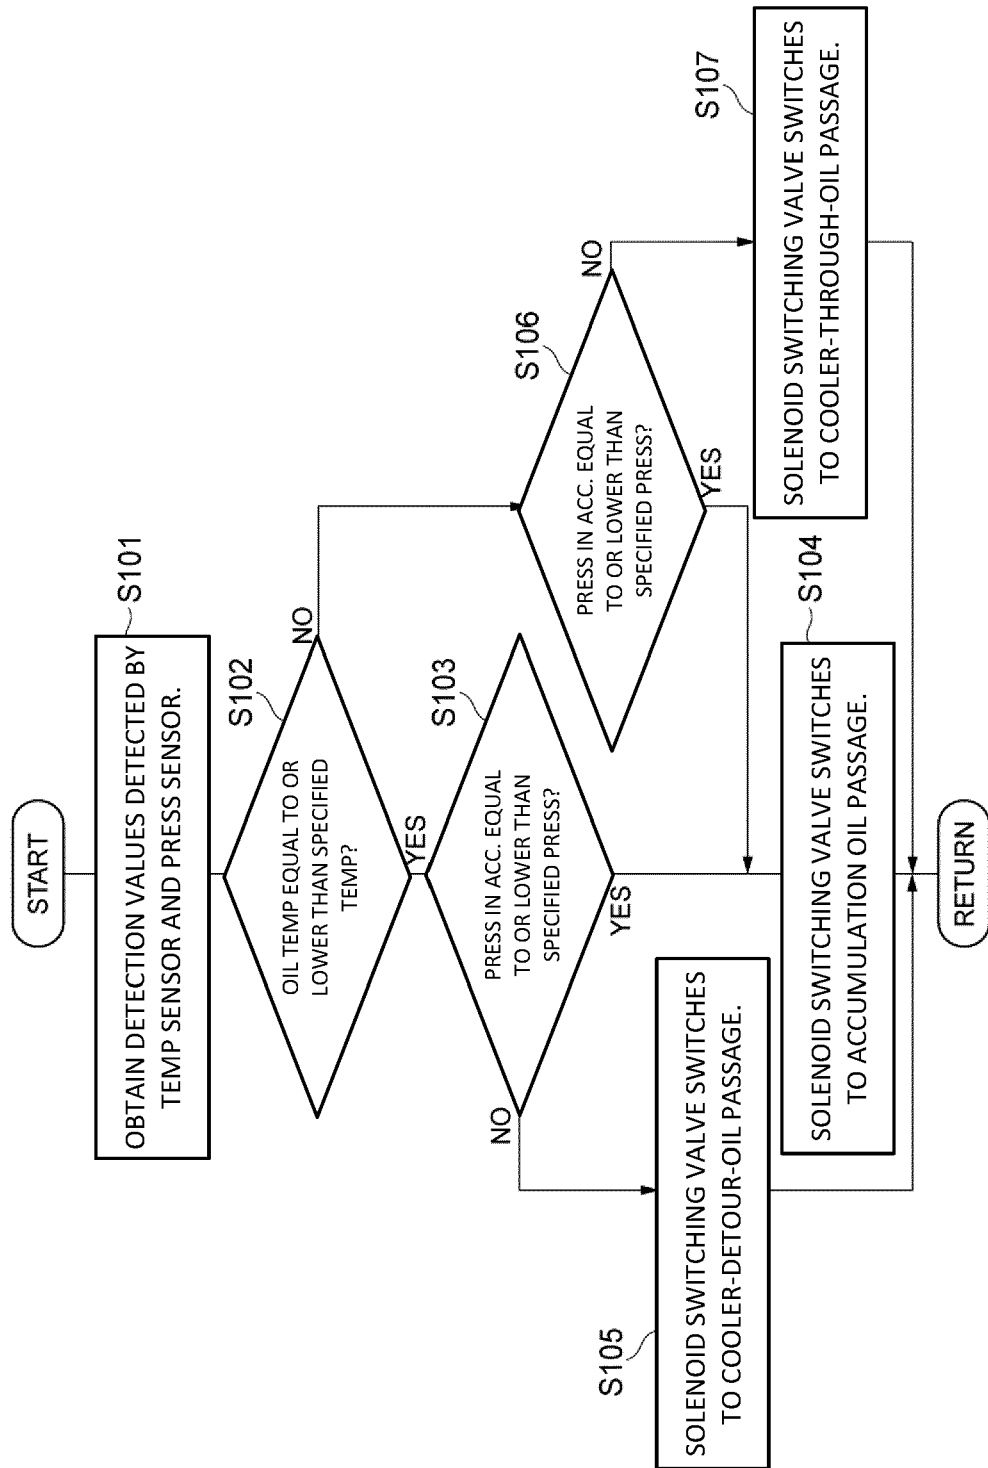 START
S101
OBTAIN DETECTION VALUES DETECTED BY
TEMP SENSOR AND PRESS SENSOR.
S102
OIL TEMP EQUAL TO OR
LOWER THAN SPECIFIED
TEMP?
NO
YES
S103
PRESS IN ACC. EQUAL
TO OR LOWER THAN
SPECIFIED PRESS?
NO
YES
S106
PRESS IN ACC. EQUAL
TO OR LOWER THAN
SPECIFIED PRESS?
NO
YES
S105
SOLENOID SWITCHING VALVE SWITCHES
TO COOLER-DETOUR-OIL PASSAGE.
S104
SOLENOID SWITCHING VALVE SWITCHES
TO ACCUMULATION OIL PASSAGE.
S107
SOLENOID SWITCHING VALVE SWITCHES
TO COOLER-THROUGH-OIL PASSAGE.
RETURN